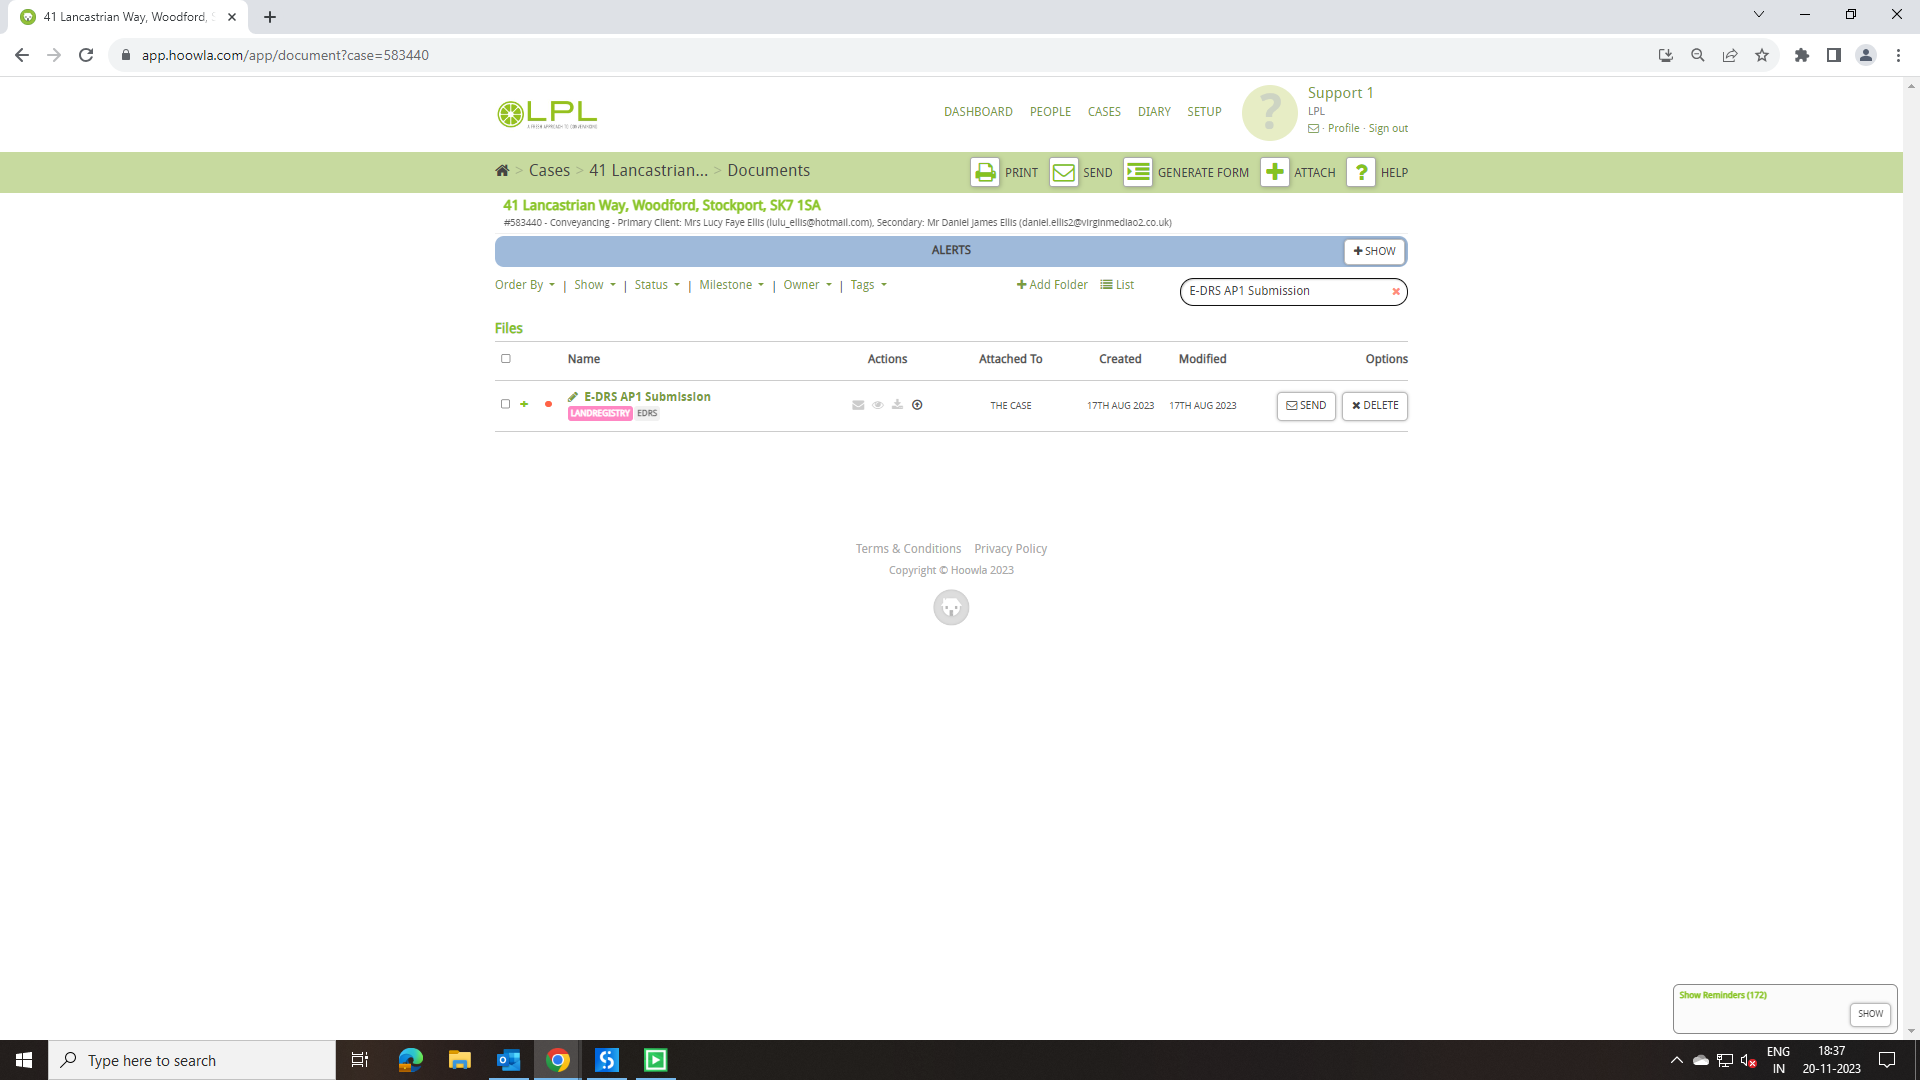 41 Lancastrian Way, Woodford,
app.hoowla.com/app/document?case=583440
LPL
A FRESH APPROACH TO CONVEYANCING
DASHBOARD PEOPLE CASES DIARY SETUP
?
Support 1
LPL
· Profile · Sign out
> Cases > 41 Lancastrian... > Documents
PRINT SEND GENERATE FORM ATTACH ? HELP
41 Lancastrian Way, Woodford, Stockport, SK7 1SA
#583440 - Conveyancing - Primary Client: Mrs Lucy Faye Ellis (lulu_ellis@hotmail.com), Secondary: Mr Daniel James Ellis (daniel.ellis2@virginmediao2.co.uk)
ALERTS
SHOW
Order By | Show | Status | Milestone | Owner | Tags
Add Folder List
E-DRS AP1 Submission
Files
Name Actions Attached To Created Modified Options
E-DRS AP1 Submission
LANDREGISTRY EDRS
THE CASE 17TH AUG 2023 17TH AUG 2023 SEND DELETE
Terms & Conditions Privacy Policy
Copyright © Hoowla 2023
Show Reminders (172)
SHOW
Type here to search
ENG
IN
18:37
20-11-2023